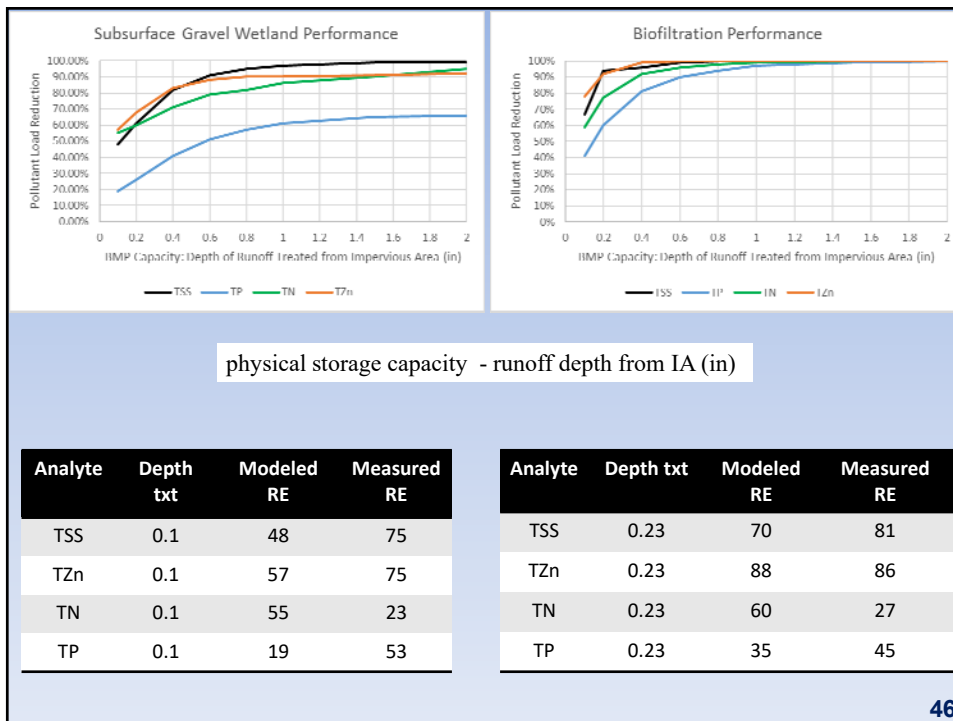 Subsurface Gravel Wetland Performance
Pollutant Load Reduction
100.00%
90.00%
80.00%
70.00%
60.00%
50.00%
40.00%
30.00%
20.00%
10.00%
0.00%
0 0.2 0.4 0.6 0.8 1 1.2 1.4 1.6 1.8 2
BMP Capacity: Depth of Runoff Treated from Impervious Area (in)
TSS TP TN TZn
Biofiltration Performance
Pollutant Load Reduction
100%
90%
80%
70%
60%
50%
40%
30%
20%
10%
0%
0 0.2 0.4 0.6 0.8 1 1.2 1.4 1.6 1.8 2
BMP Capacity: Depth of Runoff Treated from Impervious Area (in)
TSS TP TN TZn
physical storage capacity - runoff depth from IA (in)
Analyte Depth Modeled Measured
txt RE RE
TSS 0.1 48 75
TZn 0.1 57 75
TN 0.1 55 23
TP 0.1 19 53
Analyte Depth txt Modeled Measured
RE RE
TSS 0.23 70 81
TZn 0.23 88 86
TN 0.23 60 27
TP 0.23 35 45
46